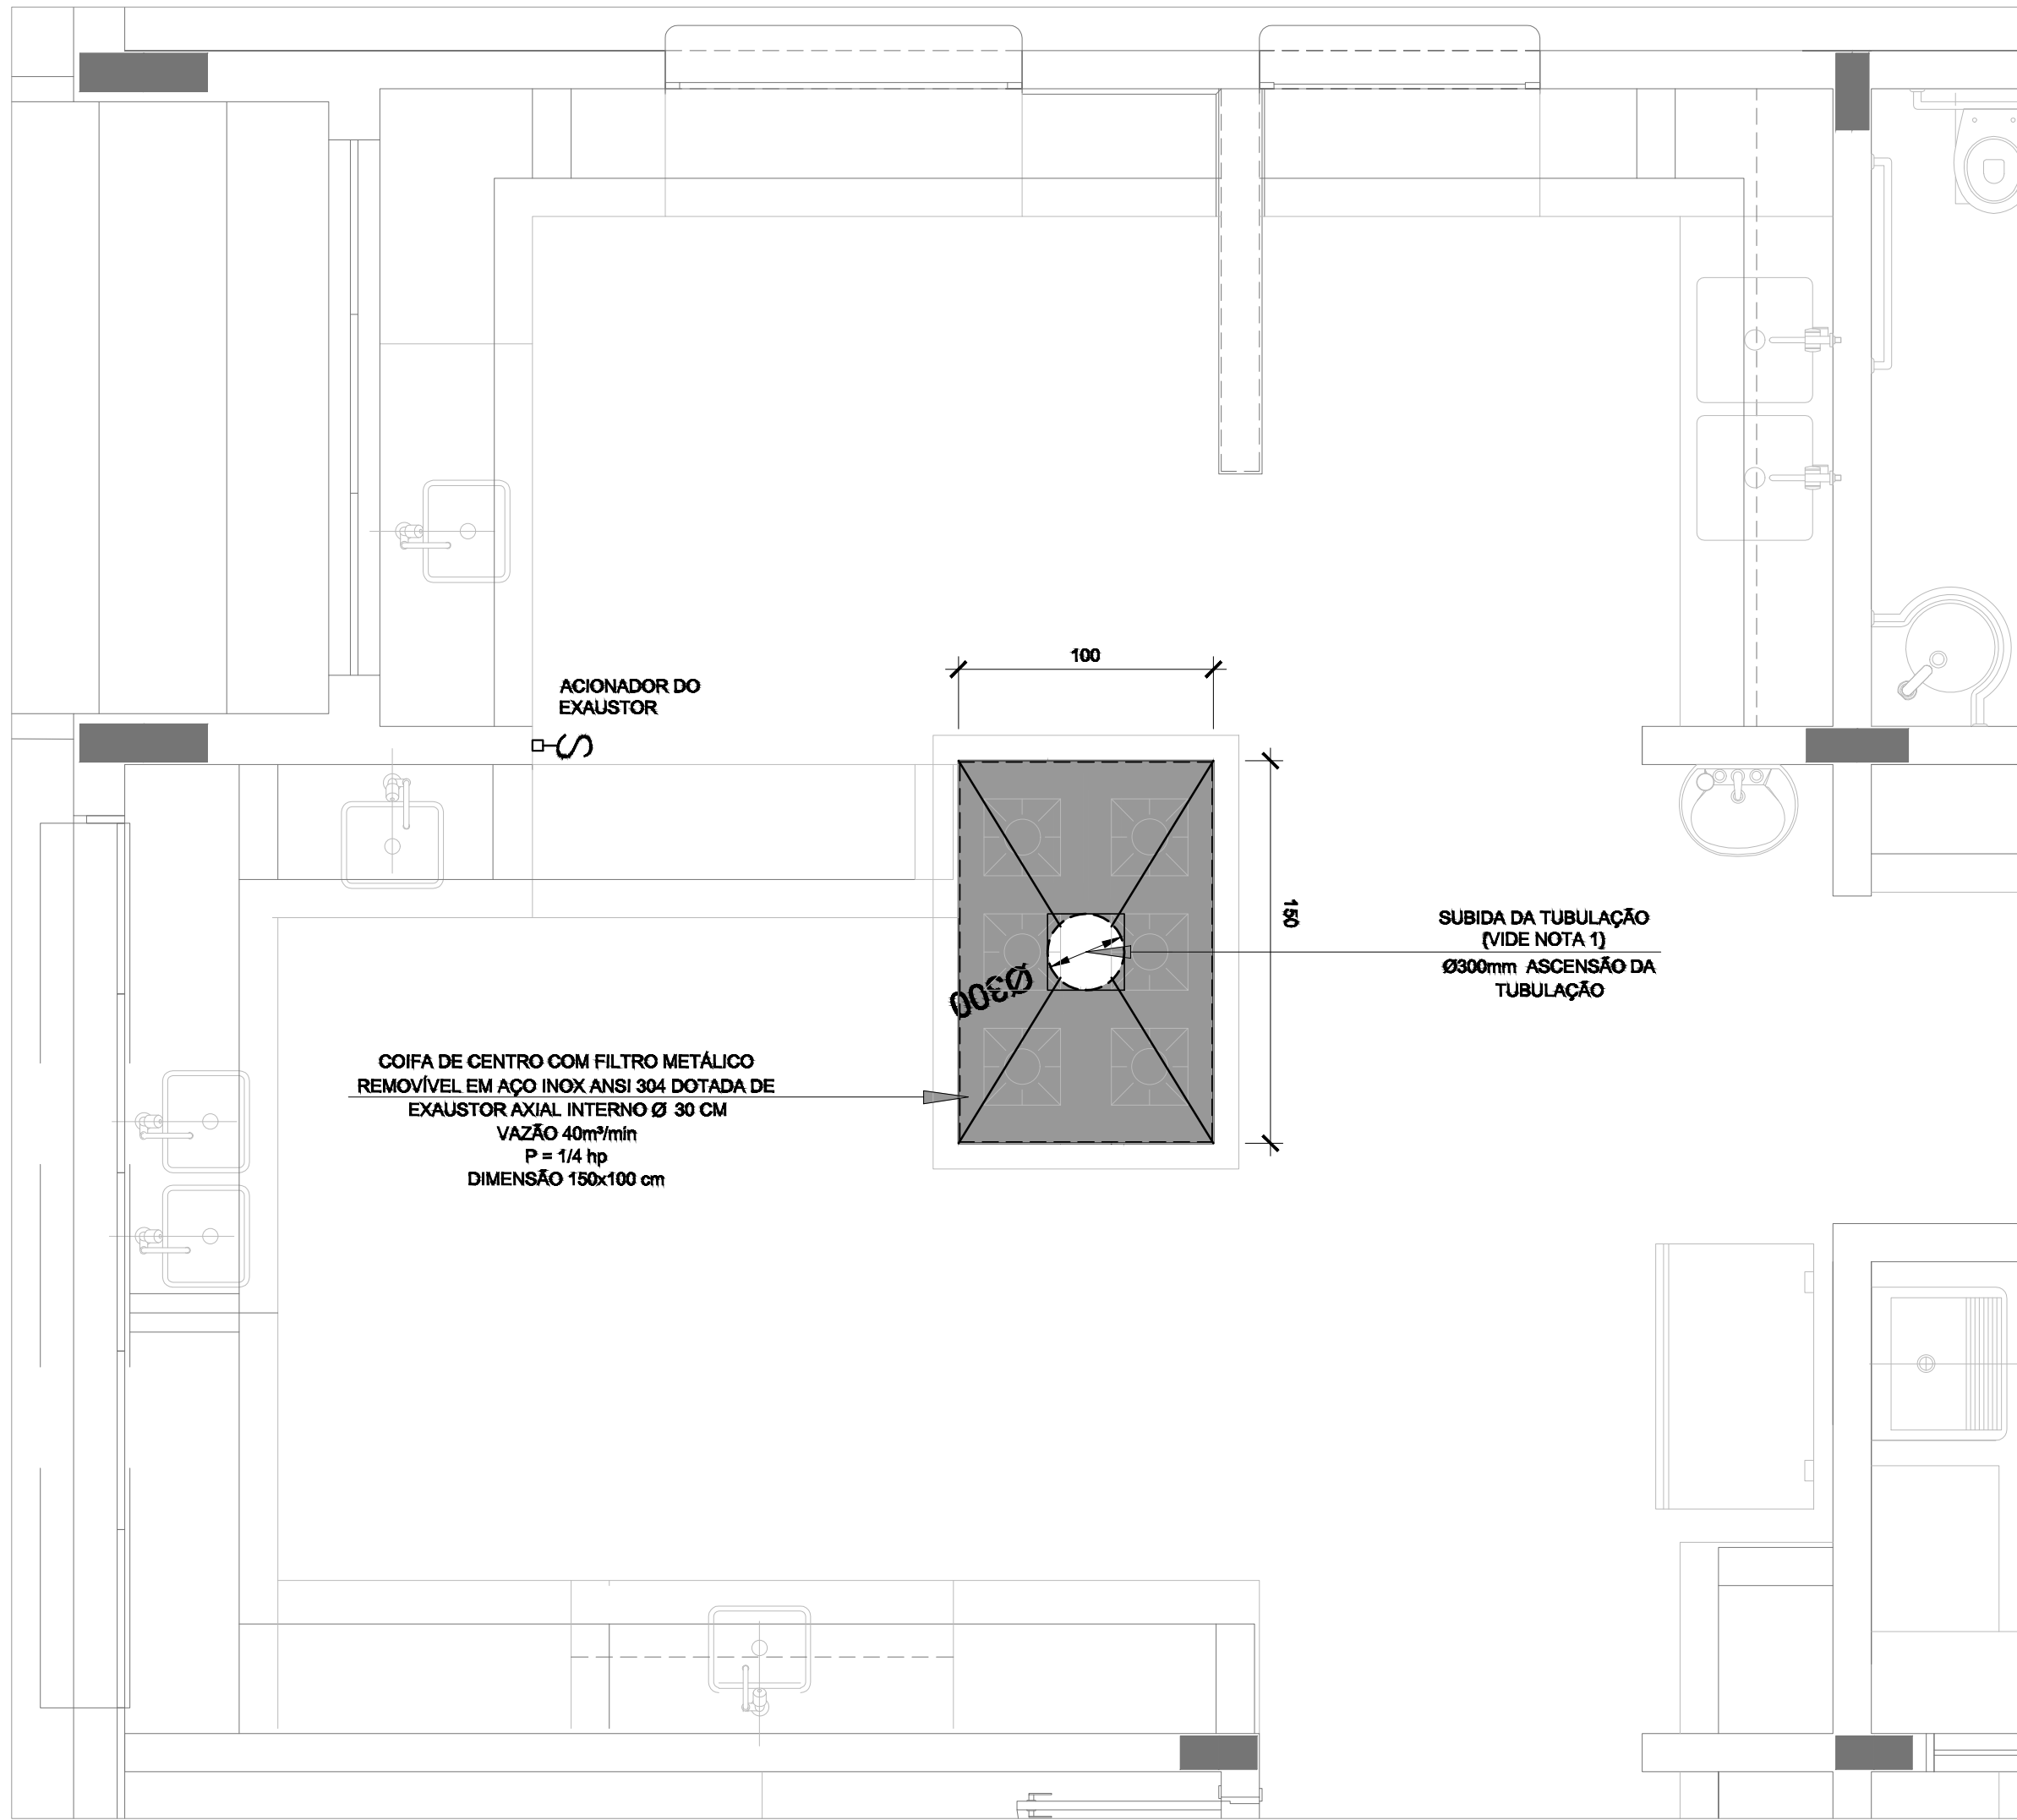 100
ACIONADOR DO
EXAUSTOR
S
150
SUBIDA DA TUBULAÇÃO
(VIDE NOTA 1)
Ø300mm ASCENSÃO DA
TUBULAÇÃO
Ø300
COIFA DE CENTRO COM FILTRO METÁLICO
REMOVÍVEL EM AÇO INOX ANSI 304 DOTADA DE
EXAUSTOR AXIAL INTERNO Ø 30 CM
VAZÃO 40m³/min
P = 1/4 hp
DIMENSÃO 150x100 cm